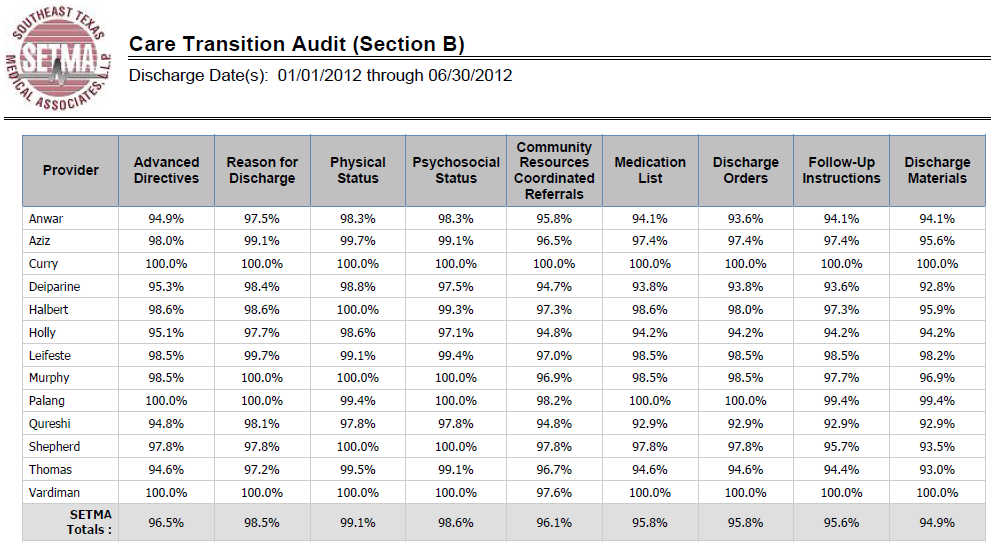 SOUTHEAST TEXAS
SETMA
MEDICAL ASSOCIATES, L.L.P.
Care Transition Audit (Section B)
Discharge Date(s): 01/01/2012 through 06/30/2012
Provider Advanced Directives Reason for Discharge Physical Status Psychosocial Status Community Resources Coordinated Referrals Medication List Discharge Orders Follow-Up Instructions Discharge Materials
Anwar 94.9% 97.5% 98.3% 98.3% 95.8% 94.1% 93.6% 94.1% 94.1%
Aziz 98.0% 99.1% 99.7% 99.1% 96.5% 97.4% 97.4% 97.4% 95.6%
Curry 100.0% 100.0% 100.0% 100.0% 100.0% 100.0% 100.0% 100.0% 100.0%
Deiparine 95.3% 98.4% 98.8% 97.5% 94.7% 93.8% 93.8% 93.6% 92.8%
Halbert 98.6% 98.6% 100.0% 99.3% 97.3% 98.6% 98.0% 97.3% 95.9%
Holly 95.1% 97.7% 98.6% 97.1% 94.8% 94.2% 94.2% 94.2% 94.2%
Leifeste 98.5% 99.7% 99.1% 99.4% 97.0% 98.5% 98.5% 98.5% 98.2%
Murphy 98.5% 100.0% 100.0% 100.0% 96.9% 98.5% 98.5% 97.7% 96.9%
Palang 100.0% 100.0% 99.4% 100.0% 98.2% 100.0% 100.0% 99.4% 99.4%
Qureshi 94.8% 98.1% 97.8% 97.8% 94.8% 92.9% 92.9% 92.9% 92.9%
Shepherd 97.8% 97.8% 100.0% 100.0% 97.8% 97.8% 97.8% 95.7% 93.5%
Thomas 94.6% 97.2% 99.5% 99.1% 96.7% 94.6% 94.6% 94.4% 93.0%
Vardiman 100.0% 100.0% 100.0% 100.0% 97.6% 100.0% 100.0% 100.0% 100.0%
SETMA Totals : 96.5% 98.5% 99.1% 98.6% 96.1% 95.8% 95.8% 95.6% 94.9%